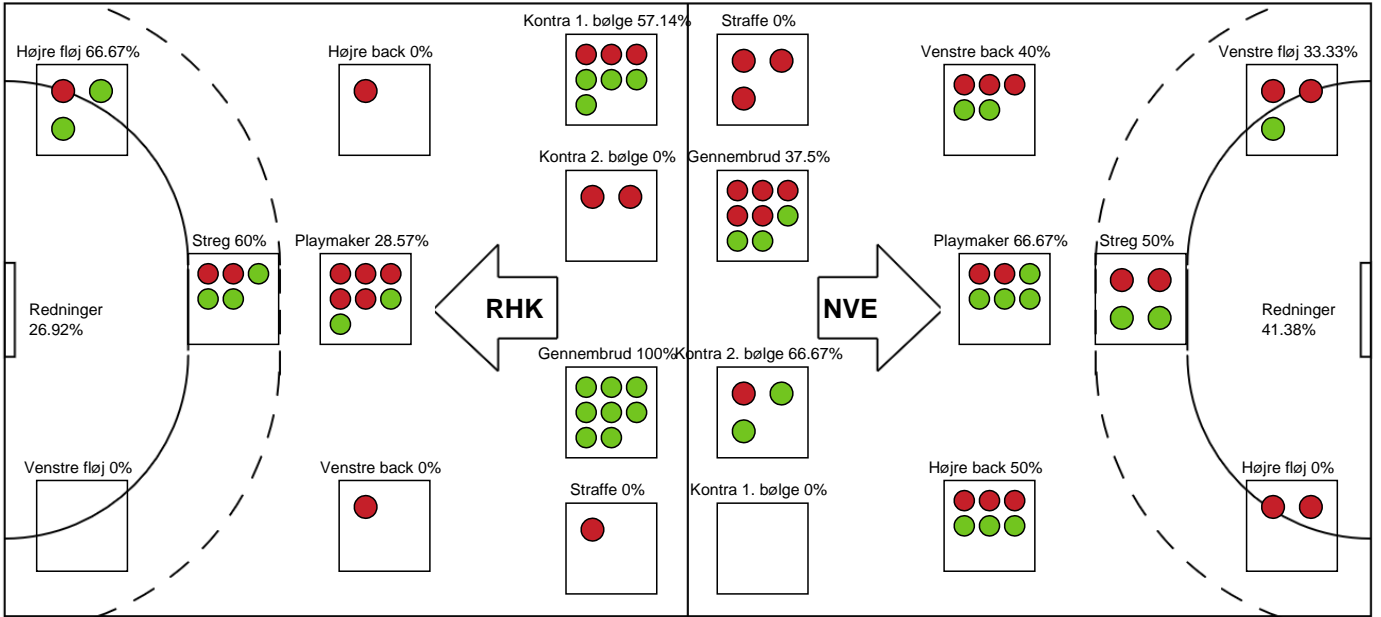 Kontra 1. bølge 57.14%
Straffe 0%
Højre fløj 66.67%
Højre back 0%
Venstre back 40%
Venstre fløj 33.33%
Kontra 2. bølge 0%
Gennembrud 37.5%
Streg 60%
Playmaker 28.57%
Playmaker 66.67%
Streg 50%
Redninger
26.92%
RHK
NVE
Redninger
41.38%
Gennembrud 100%
Kontra 2. bølge 66.67%
Venstre fløj 0%
Venstre back 0%
Højre back 50%
Højre fløj 0%
Straffe 0%
Kontra 1. bølge 0%